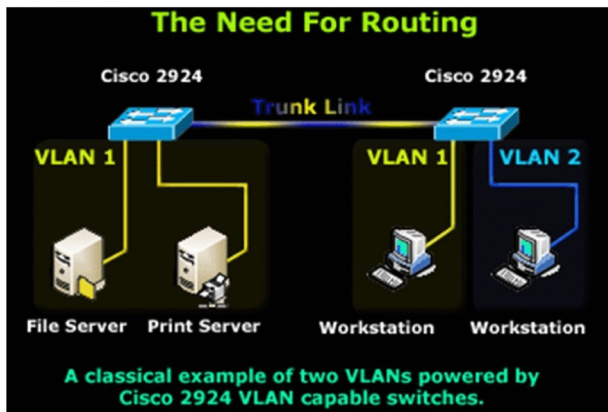 The Need For Routing
Cisco 2924
Cisco 2924
Trunk Link
VLAN 1
VLAN 1
VLAN 2
File Server
Print Server
Workstation
Workstation
A classical example of two VLANs powered by
Cisco 2924 VLAN capable switches.